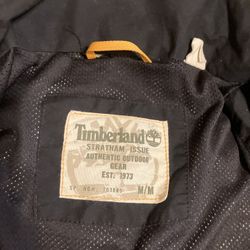 Timberland
STRATHAM ISSUE
AUTHENTIC OUTDOOR
GEAR
EST. 1973
M/M